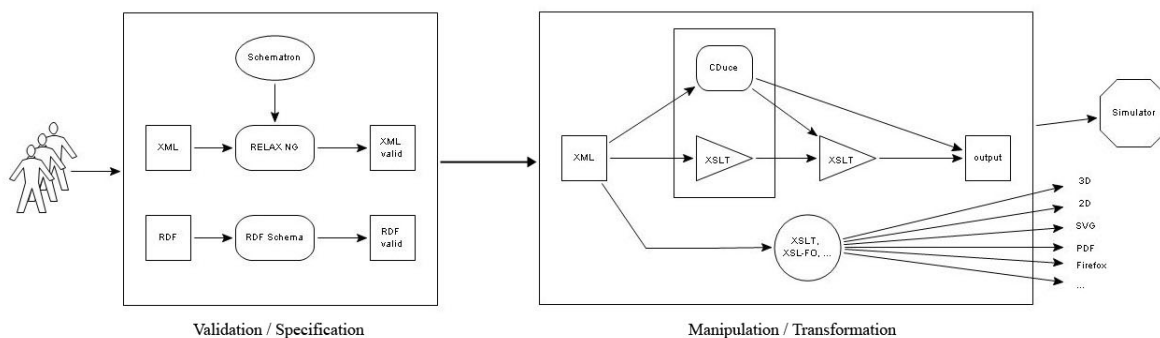 Schematron
XML
RELAX NG
XML
valid
RDF
RDF Schema
RDF
valid
Validation / Specification
CDuce
XML
XSLT
XSLT
output
XSLT,
XSL-FO, ...
Manipulation / Transformation
Simulator
3D
2D
SVG
PDF
Firefox
...